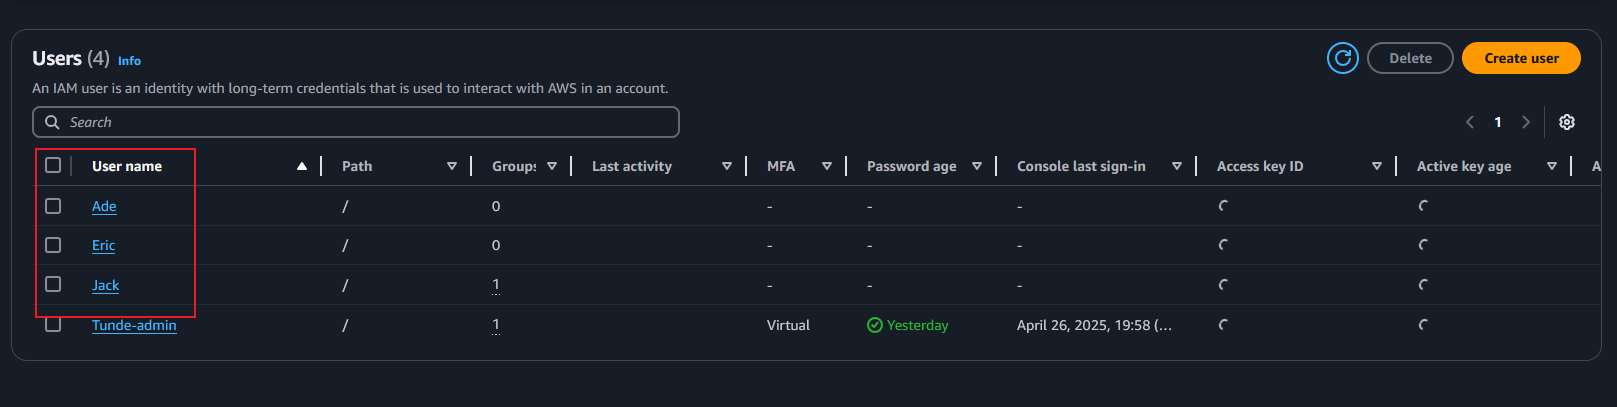 Users (4) Info
Delete
Create user
An IAM user is an identity with long-term credentials that is used to interact with AWS in an account.
Search
1
User name Path Groups Last activity MFA Password age Console last sign-in Access key ID Active key age A
Ade / 0 - - -
Eric / 0 - - -
Jack / 1 - - -
Tunde-admin / 1 Virtual Yesterday April 26, 2025, 19:58 (...